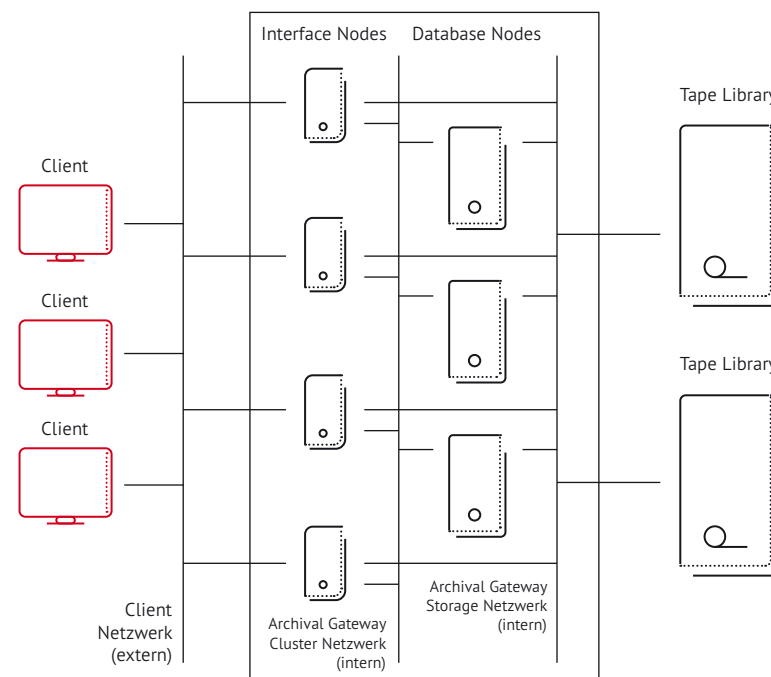 Interface Nodes
Database Nodes
Tape Library
Client
Client
Tape Library
Client
Client
Netzwerk
(extern)
Archival Gateway
Cluster Netzwerk
(intern)
Archival Gateway
Storage Netzwerk
(intern)